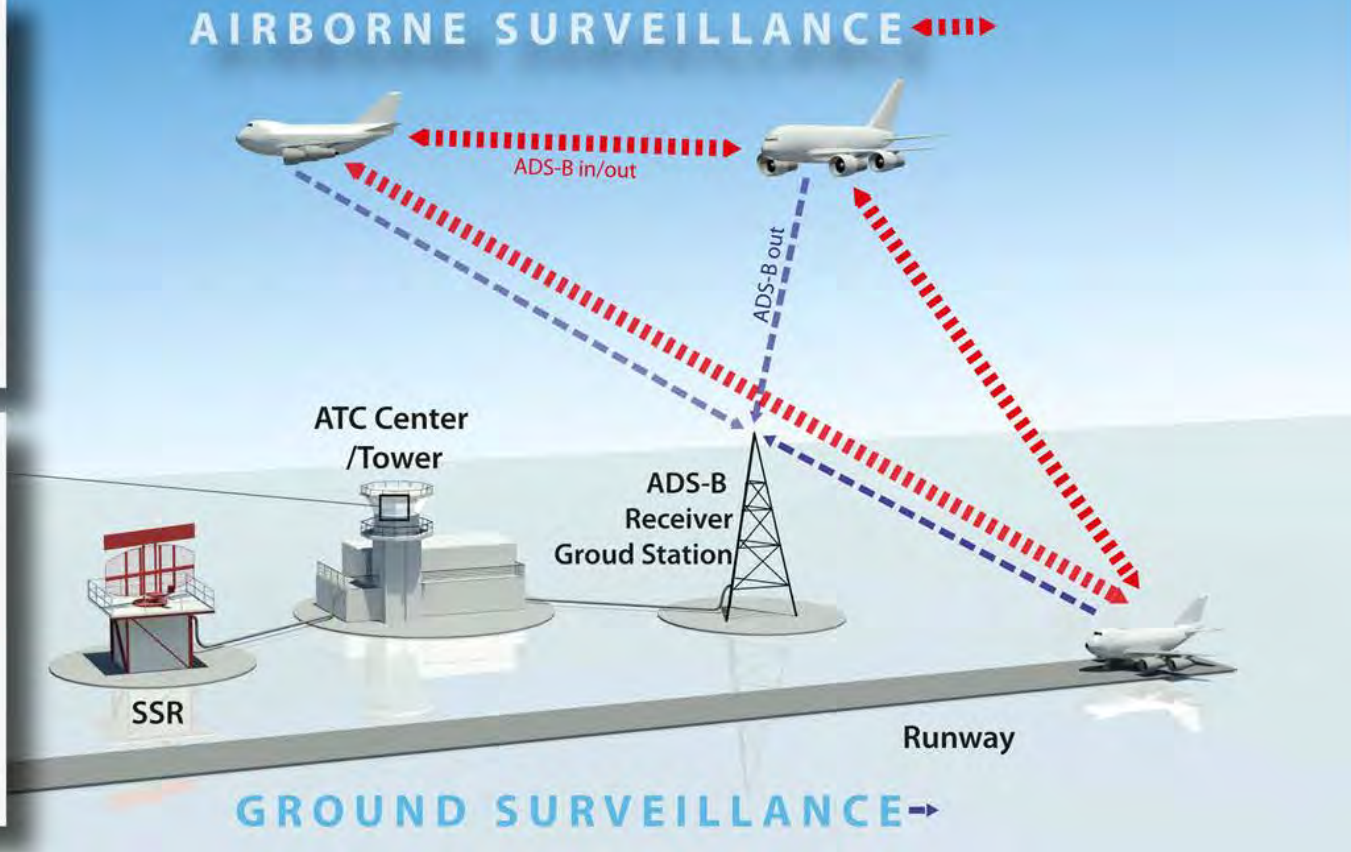 AIRBORNE SURVEILLANCE
ADS-B in/out
ADS-B out
ATC Center
/Tower
ADS-B
Receiver
Groud Station
SSR
Runway
GROUND SURVEILLANCE